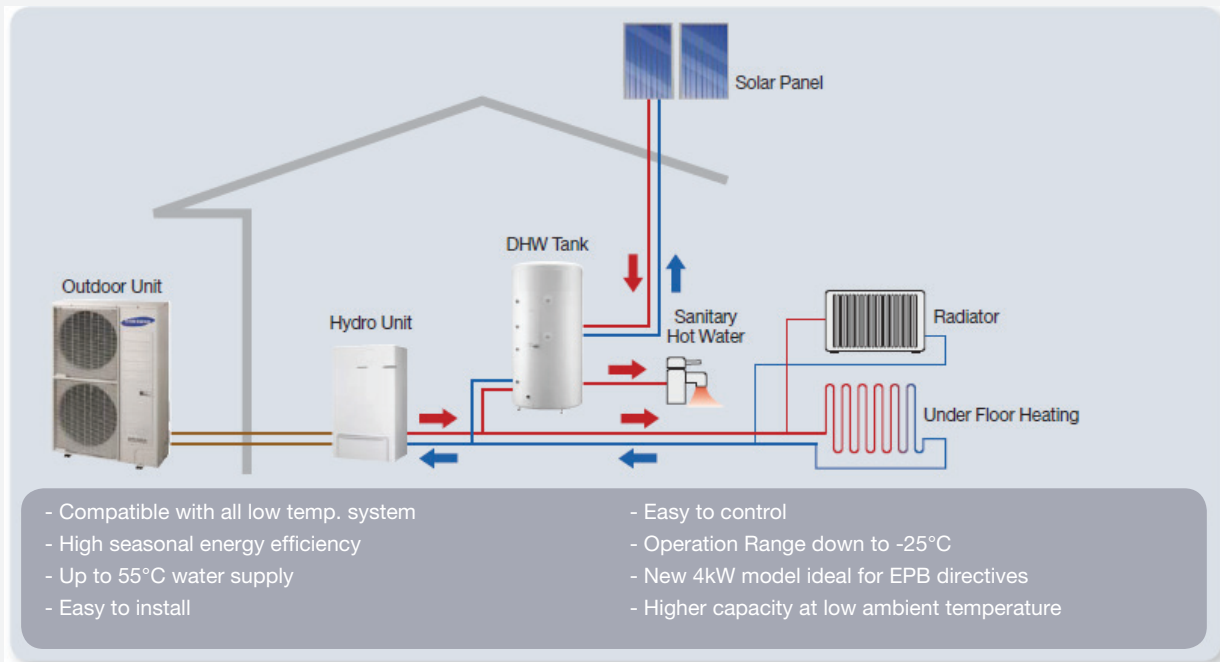 Solar Panel
DHW Tank
Outdoor Unit
SAMSUNG
Hydro Unit
Sanitary
Hot Water
Radiator
Under Floor Heating
- Compatible with all low temp. system
- High seasonal energy efficiency
- Up to 55°C water supply
- Easy to install
- Easy to control
- Operation Range down to -25°C
- New 4kW model ideal for EPB directives
- Higher capacity at low ambient temperature